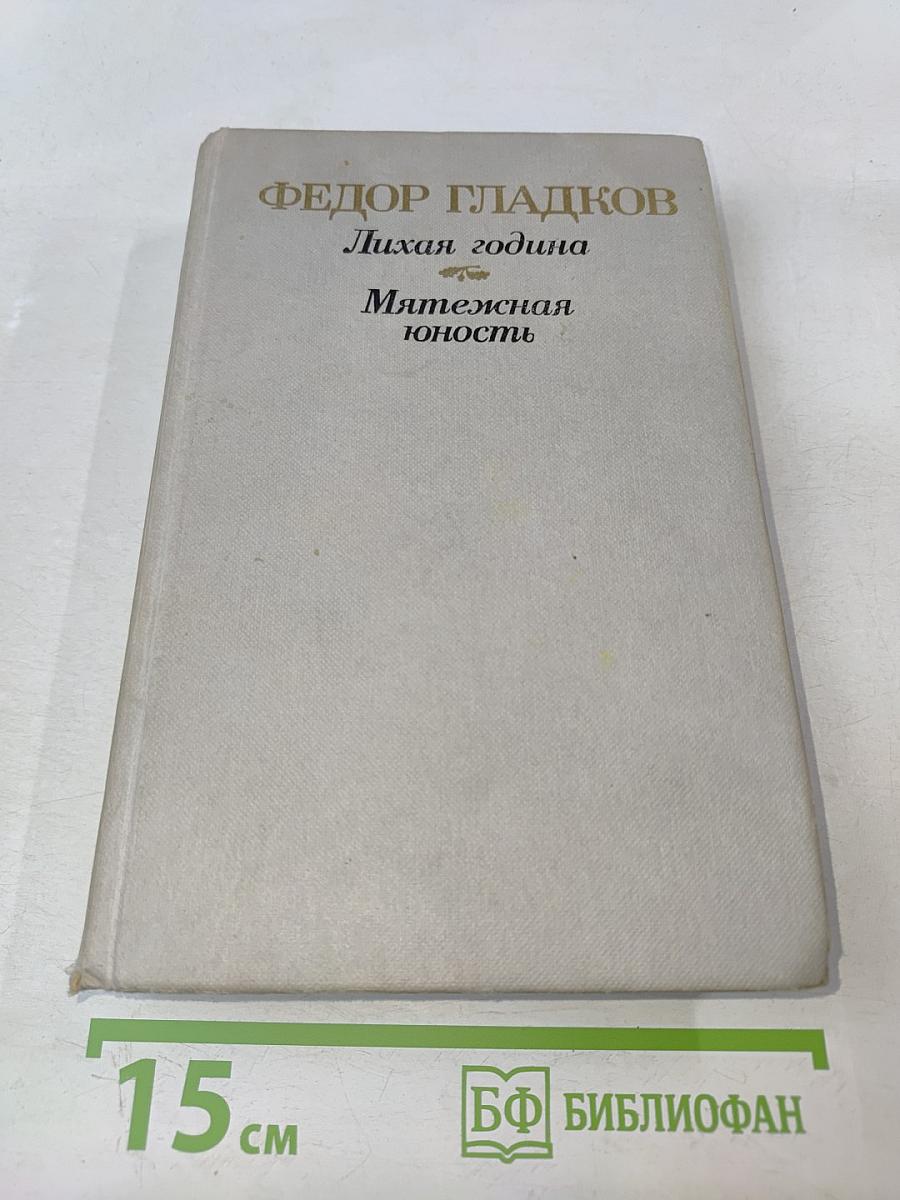 ФЕДОР ГЛАДКОВ
Лихая година
Мятежная
юность
15 см
БФ БИБЛИОФАН